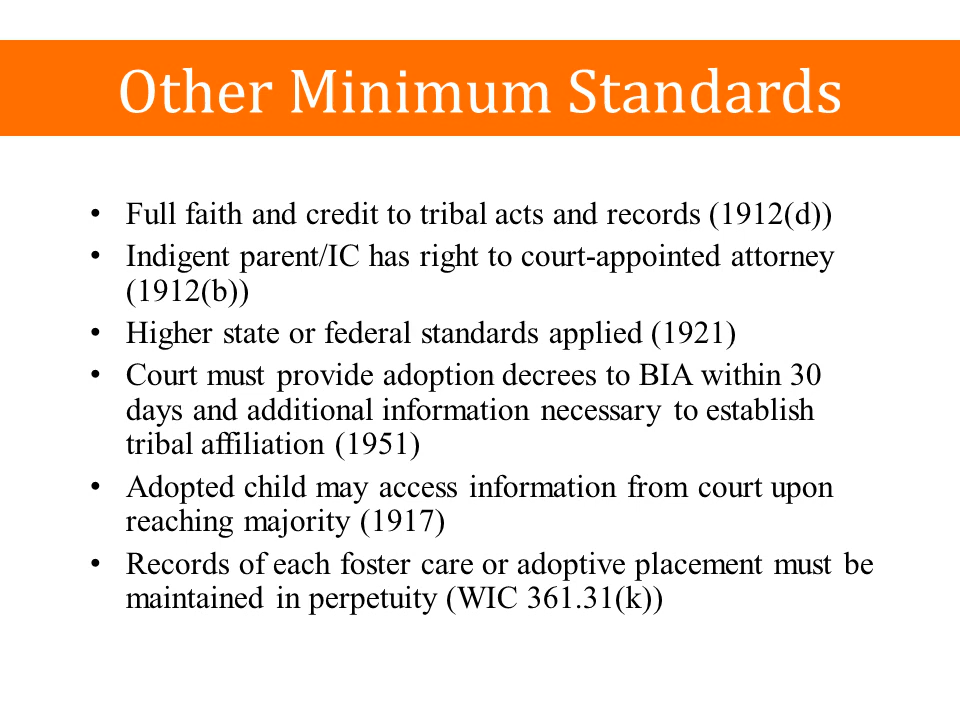 Other Minimum Standards
• Full faith and credit to tribal acts and records (1912(d))
• Indigent parent/IC has right to court-appointed attorney
(1912(b))
• Higher state or federal standards applied (1921)
• Court must provide adoption decrees to BIA within 30
days and additional information necessary to establish
tribal affiliation (1951)
• Adopted child may access information from court upon
reaching majority (1917)
• Records of each foster care or adoptive placement must be
maintained in perpetuity (WIC 361.31(k))